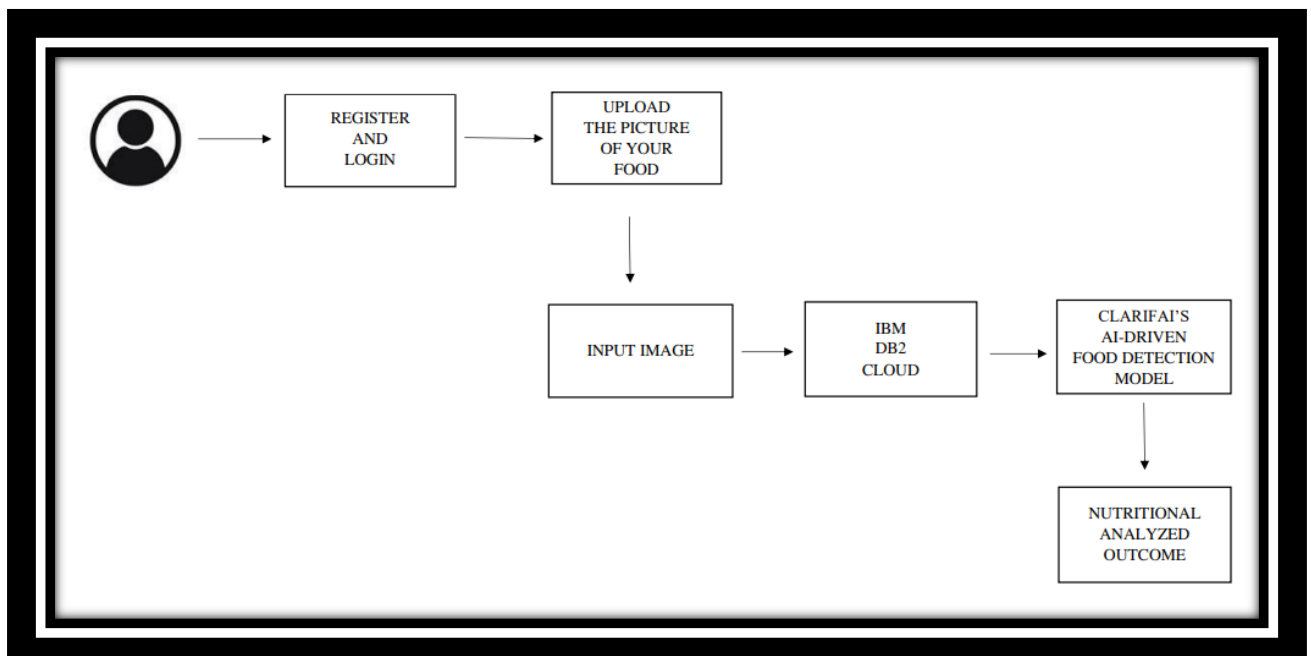 REGISTER
AND
LOGIN
UPLOAD
THE PICTURE
OF YOUR
FOOD
INPUT IMAGE
IBM
DB2
CLOUD
CLARIFAI'S
AI-DRIVEN
FOOD DETECTION
MODEL
NUTRITIONAL
ANALYZED
OUTCOME